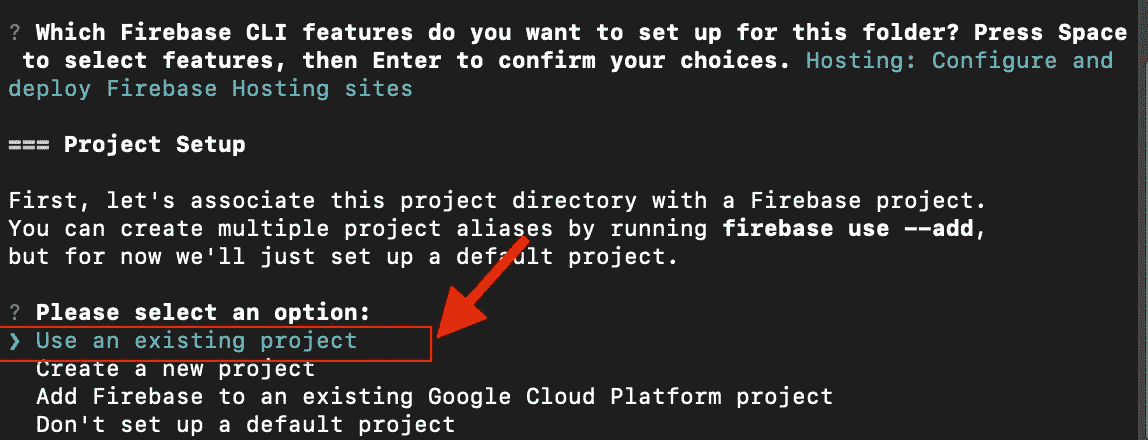 ? Which Firebase CLI features do you want to set up for this folder? Press Space
to select features, then Enter to confirm your choices. Hosting: Configure and
deploy Firebase Hosting sites
=== Project Setup
First, let's associate this project directory with a Firebase project.
You can create multiple project aliases by running firebase use --add,
but for now we'll just set up a default project.
? Please select an option:
❯ Use an existing project
Create a new project
Add Firebase to an existing Google Cloud Platform project
Don't set up a default project